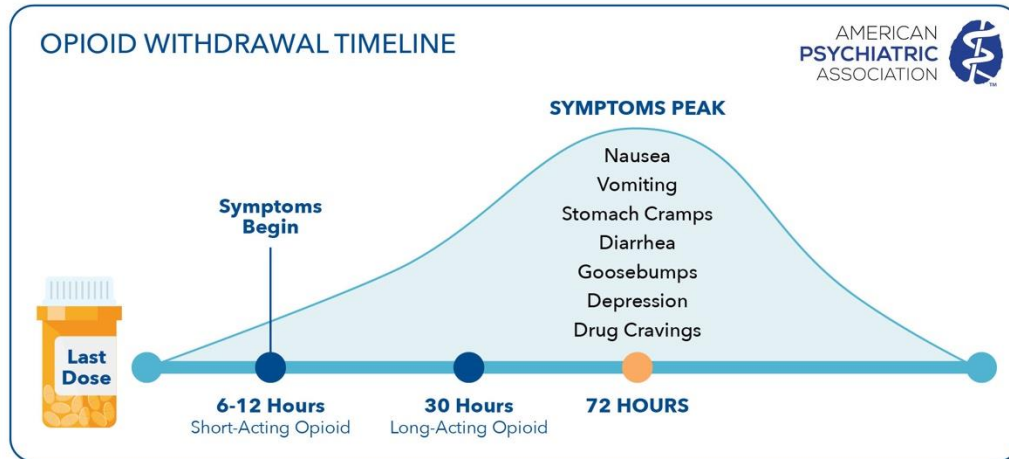 OPIOID WITHDRAWAL TIMELINE
AMERICAN
PSYCHIATRIC
ASSOCIATION
TM
SYMPTOMS PEAK
Nausea
Vomiting
Stomach Cramps
Diarrhea
Goosebumps
Depression
Drug Cravings
Symptoms
Begin
Last
Dose
6-12 Hours
Short-Acting Opioid
30 Hours
Long-Acting Opioid
72 HOURS